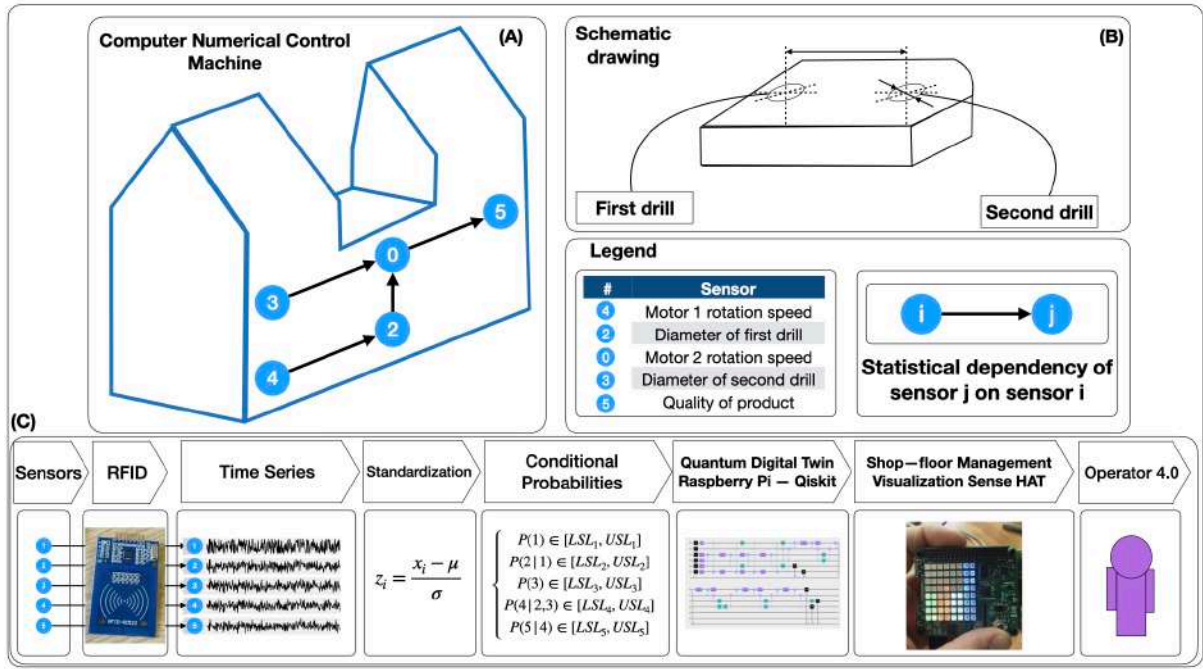 Computer Numerical Control
Machine
(A)
5
0
3
2
4
Schematic
drawing
(B)
First drill
Second drill
Legend
# Sensor
4 Motor 1 rotation speed
2 Diameter of first drill
0 Motor 2 rotation speed
3 Diameter of second drill
5 Quality of product
i j
Statistical dependency of
sensor j on sensor i
(C)
Sensors
RFID
Time Series
Standardization
Conditional
Probabilities
Quantum Digital Twin
Raspberry Pi — Qiskit
Shop—floor Management
Visualization Sense HAT
Operator 4.0
1
2
3
4
5
RFID-RC522
1
2
3
4
5
z_i = (x_i − μ) / σ
P(1) ∈ [LSL_1, USL_1]
P(2|1) ∈ [LSL_2, USL_2]
P(3) ∈ [LSL_3, USL_3]
P(4|2,3) ∈ [LSL_4, USL_4]
P(5|4) ∈ [LSL_5, USL_5]